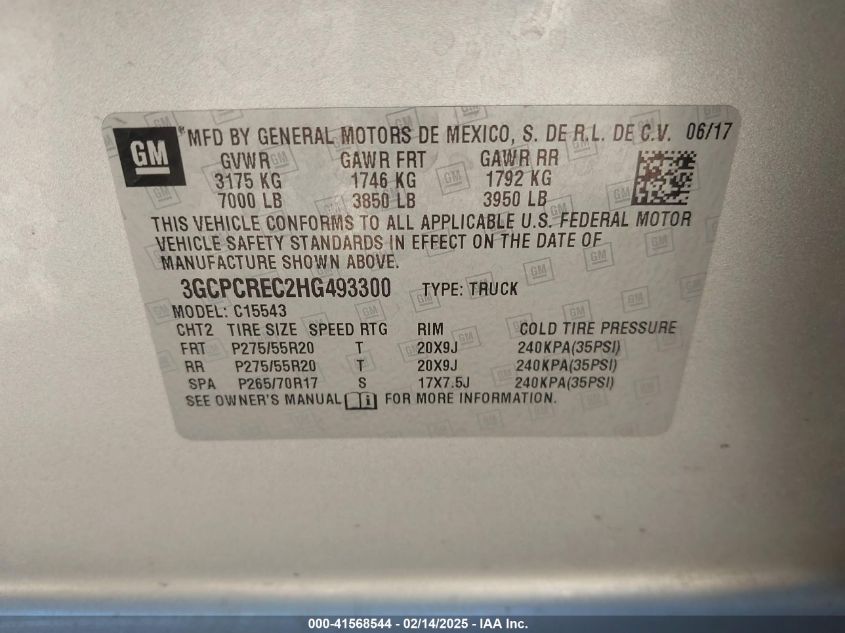 GM
*MFD BY GENERAL MOTORS DE MEXICO, S. DE R.L. DE C.V. 06/17
GVWR GAWR FRT GAWR RR
3175 KG 1746 KG 1792 KG
7000 LB 3850 LB 3950 LB
THIS VEHICLE CONFORMS TO ALL APPLICABLE U.S. FEDERAL MOTOR
VEHICLE SAFETY STANDARDS IN EFFECT ON THE DATE OF
MANUFACTURE SHOWN ABOVE.
3GCPCREC2HG493300 TYPE: TRUCK
MODEL: C15543
CHT2 TIRE SIZE SPEED RTG RIM COLD TIRE PRESSURE
FRT P275/55R20 T 20X9J 240KPA(35PSI)
RR P275/55R20 T 20X9J 240KPA(35PSI)
SPA P265/70R17 S 17X7.5J 240KPA(35PSI)
SEE OWNER'S MANUAL FOR MORE INFORMATION.
000-41568544 / 02/14/2025 - IAA Inc.